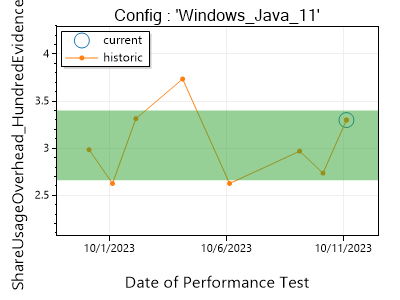 Config : 'Windows_Java_11'
current
historic
ShareUsageOverhead_HundredEvidence
4
3.5
3
2.5
10/1/2023
10/6/2023
10/11/2023
Date of Performance Test